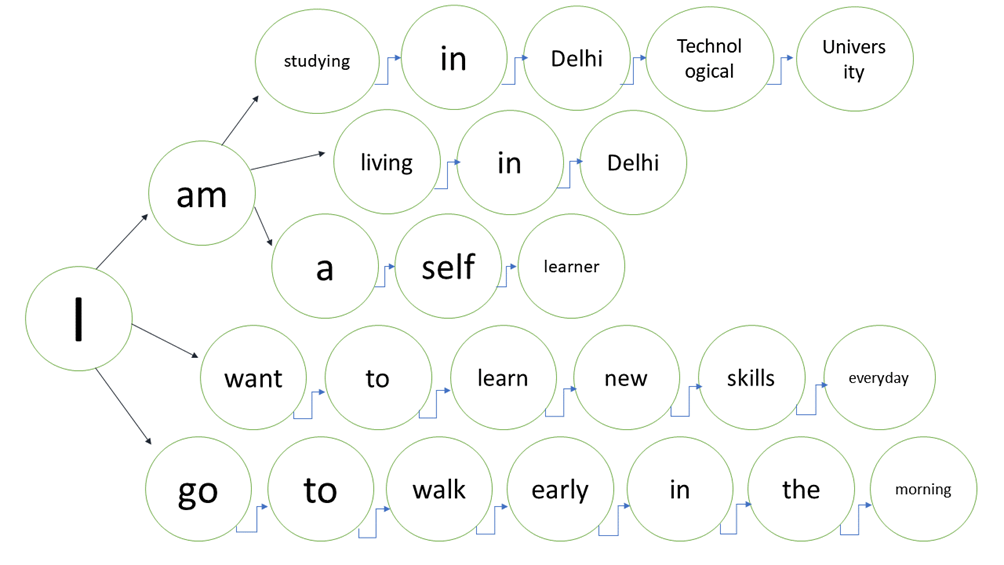 studying in Delhi Technol
ogical Univers
ity
am living in Delhi
a self learner
I
want to learn new skills everyday
go to walk early in the morning